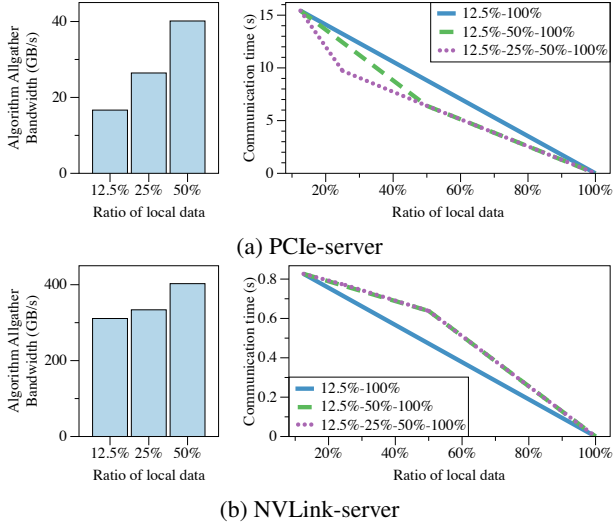 Algorithm Allgather
Bandwidth (GB/s)
40
20
0
12.5% 25% 50%
Ratio of local data
Communication time (s)
15
10
5
0
20% 40% 60% 80% 100%
Ratio of local data
12.5%-100%
12.5%-50%-100%
12.5%-25%-50%-100%
(a) PCIe-server
Algorithm Allgather
Bandwidth (GB/s)
400
200
0
12.5% 25% 50%
Ratio of local data
Communication time (s)
0.8
0.6
0.4
0.2
0
20% 40% 60% 80% 100%
Ratio of local data
12.5%-100%
12.5%-50%-100%
12.5%-25%-50%-100%
(b) NVLink-server